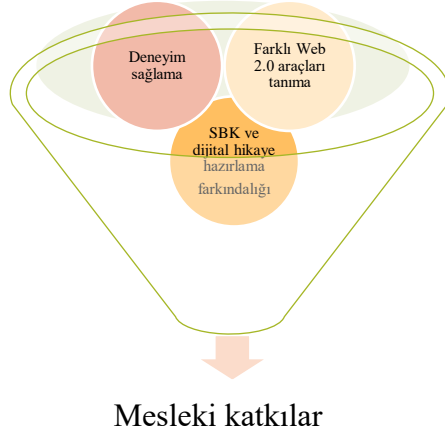 Deneyim
sağlama
Farklı Web
2.0 araçları
tanıma
SBK ve
dijital hikaye
hazırlama
farkındalığı
Mesleki katkılar